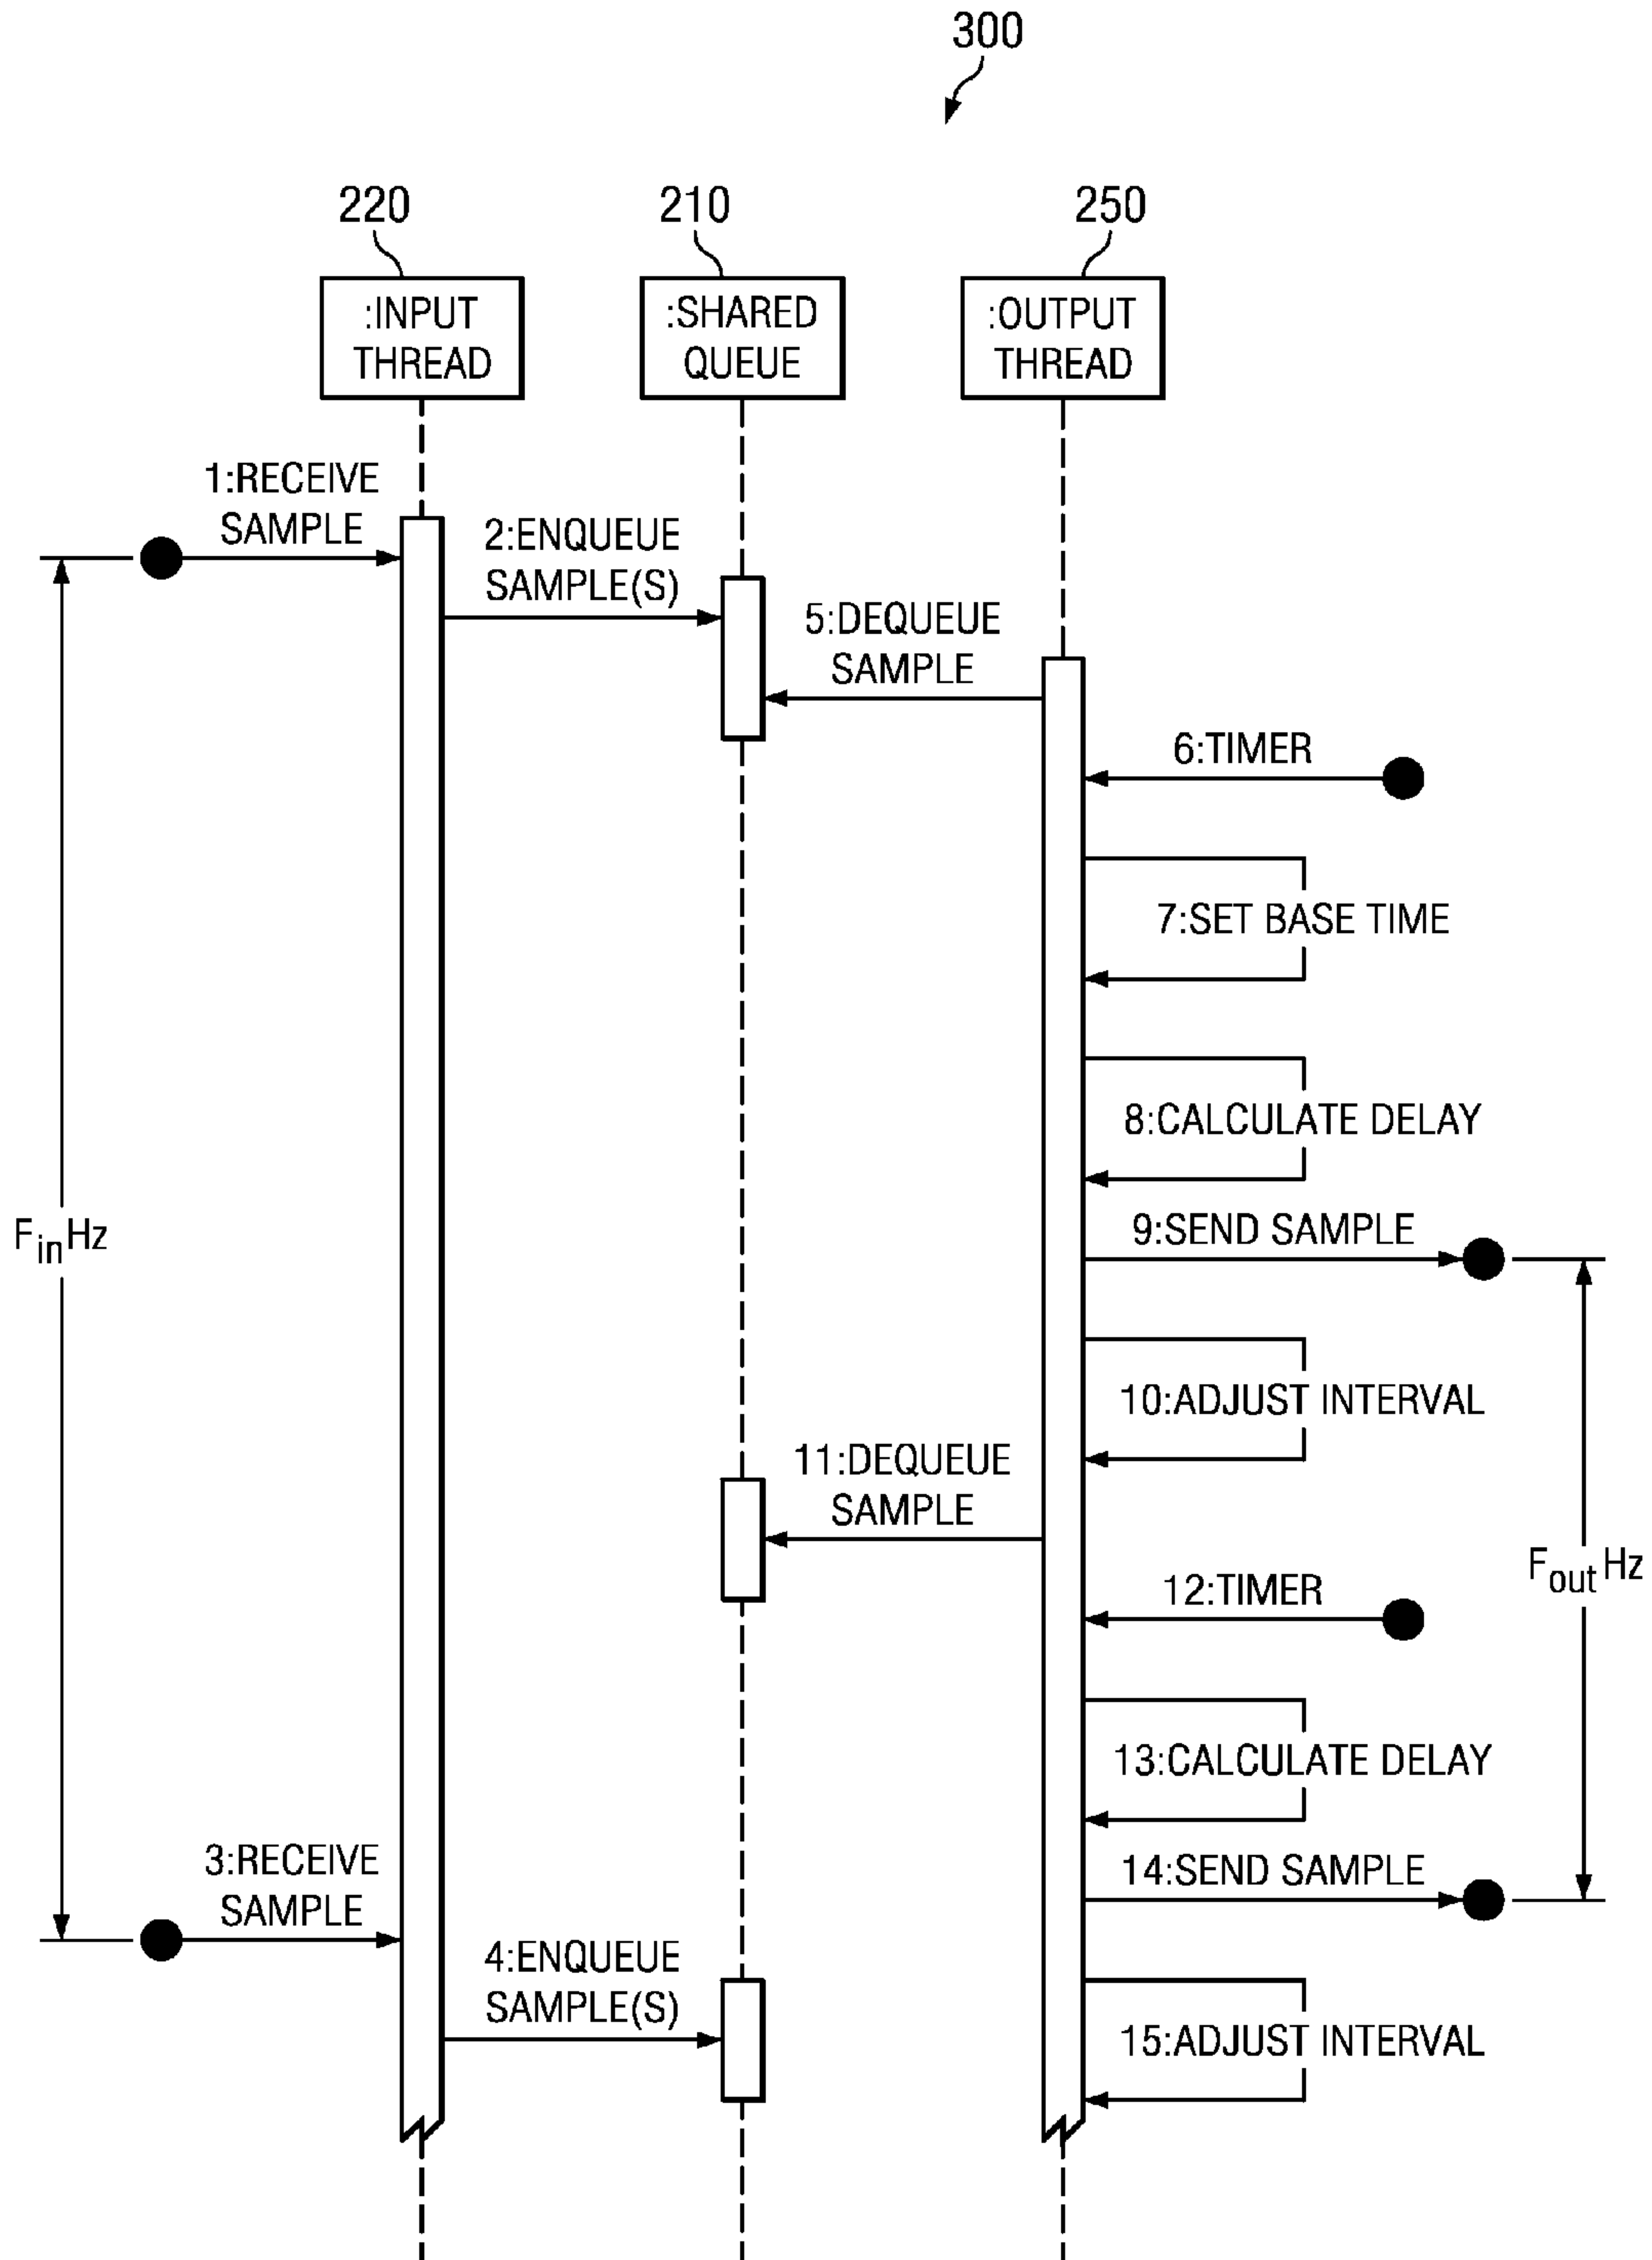 300
220
210
250
:INPUT
THREAD
:SHARED
QUEUE
:OUTPUT
THREAD
1:RECEIVE
SAMPLE
2:ENQUEUE
SAMPLE(S)
5:DEQUEUE
SAMPLE
6:TIMER
7:SET BASE TIME
8:CALCULATE DELAY
FinHz
9:SEND SAMPLE
10:ADJUST INTERVAL
11:DEQUEUE
SAMPLE
FoutHz
12:TIMER
13:CALCULATE DELAY
3:RECEIVE
SAMPLE
14:SEND SAMPLE
4:ENQUEUE
SAMPLE(S)
15:ADJUST INTERVAL